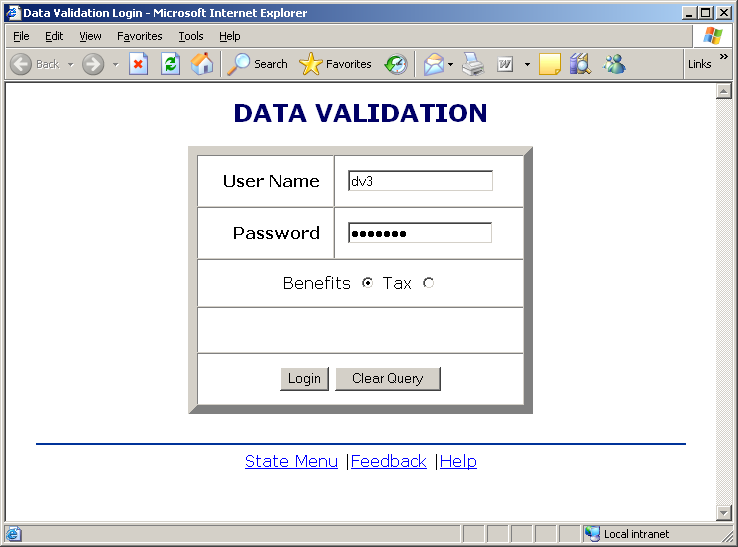 Data Validation Login - Microsoft Internet Explorer
File Edit View Favorites Tools Help
Back Search Favorites Links »
DATA VALIDATION
User Name dv3
Password •••••••
Benefits Tax
Login Clear Query
State Menu |Feedback |Help
Local intranet